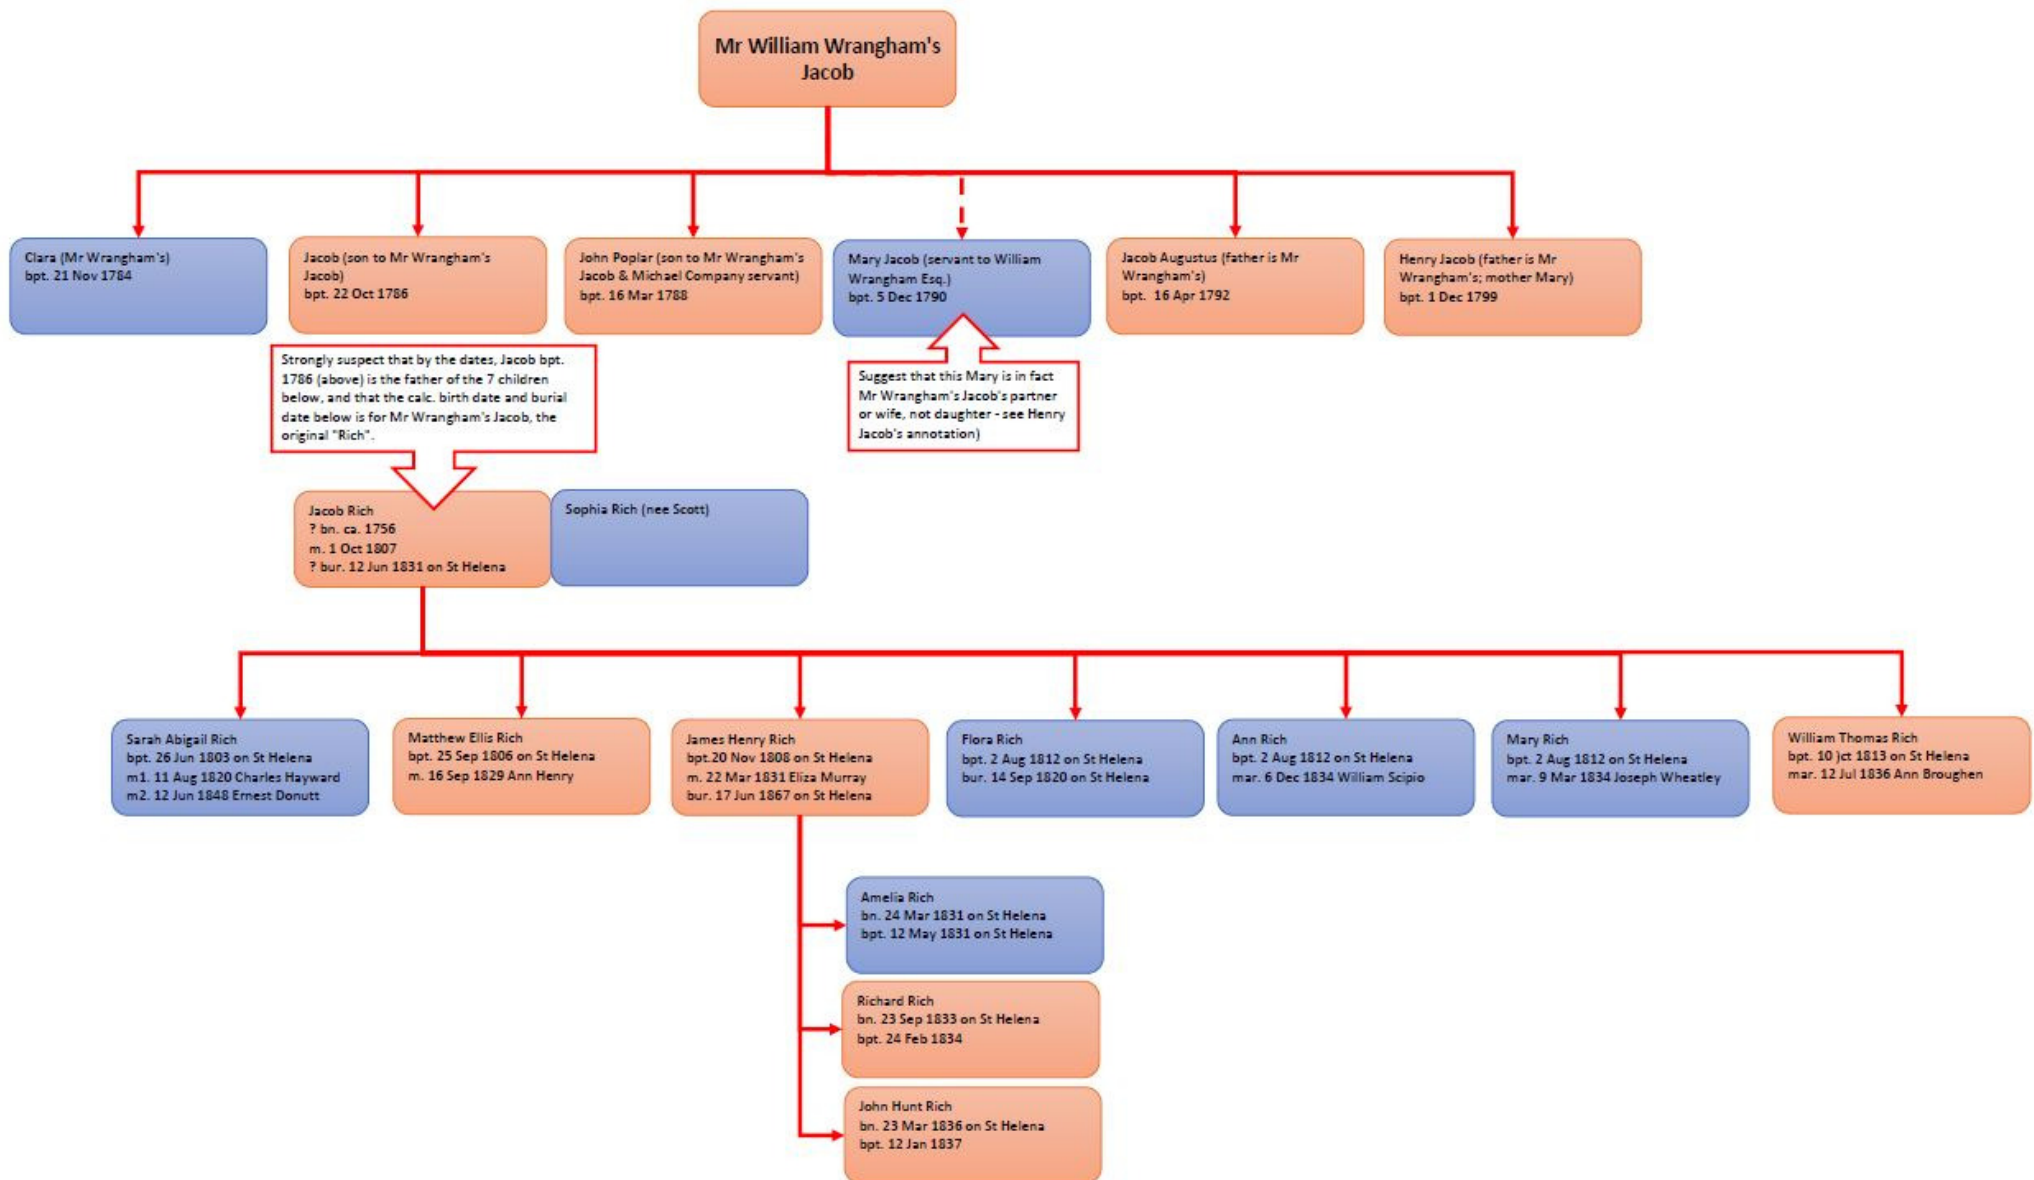 Mr William Wrangham's
Jacob
Clara (Mr Wrangham's)
bpt. 21 Nov 1784
Jacob (son to Mr Wrangham's
Jacob)
bpt. 22 Oct 1786
John Poplar (son to Mr Wrangham's
Jacob & Michael Company servant)
bpt. 16 Mar 1788
Mary Jacob (servant to William
Wrangham Esq.)
bpt. 5 Dec 1790
Jacob Augustus (father is Mr
Wrangham's)
bpt.  16 Apr 1792
Henry Jacob (father is Mr
Wrangham's; mother Mary)
bpt. 1 Dec 1799
Strongly suspect that by the dates, Jacob bpt.
1786 (above) is the father of the 7 children
below, and that the calc. birth date and burial
date below is for Mr Wrangham's Jacob, the
original "Rich".
Suggest that this Mary is in fact
Mr Wrangham's Jacob's partner
or wife, not daughter - see Henry
Jacob's annotation)
Jacob Rich
? bn. ca. 1756
m. 1 Oct 1807
? bur. 12 Jun 1831 on St Helena
Sophia Rich (nee Scott)
Sarah Abigail Rich
bpt. 26 Jun 1803 on St Helena
m1. 11 Aug 1820 Charles Hayward
m2. 12 Jun 1848 Ernest Donutt
Matthew Ellis Rich
bpt. 25 Sep 1806 on St Helena
m. 16 Sep 1829 Ann Henry
James Henry Rich
bpt.20 Nov 1808 on St Helena
m. 22 Mar 1831 Eliza Murray
bur. 17 Jun 1867 on St Helena
Flora Rich
bpt. 2 Aug 1812 on St Helena
bur. 14 Sep 1820 on St Helena
Ann Rich
bpt. 2 Aug 1812 on St Helena
mar. 6 Dec 1834 William Scipio
Mary Rich
bpt. 2 Aug 1812 on St Helena
mar. 9 Mar 1834 Joseph Wheatley
William Thomas Rich
bpt. 10 )ct 1813 on St Helena
mar. 12 Jul 1836 Ann Broughen
Amelia Rich
bn. 24 Mar 1831 on St Helena
bpt. 12 May 1831 on St Helena
Richard Rich
bn. 23 Sep 1833 on St Helena
bpt. 24 Feb 1834
John Hunt Rich
bn. 23 Mar 1836 on St Helena
bpt. 12 Jan 1837